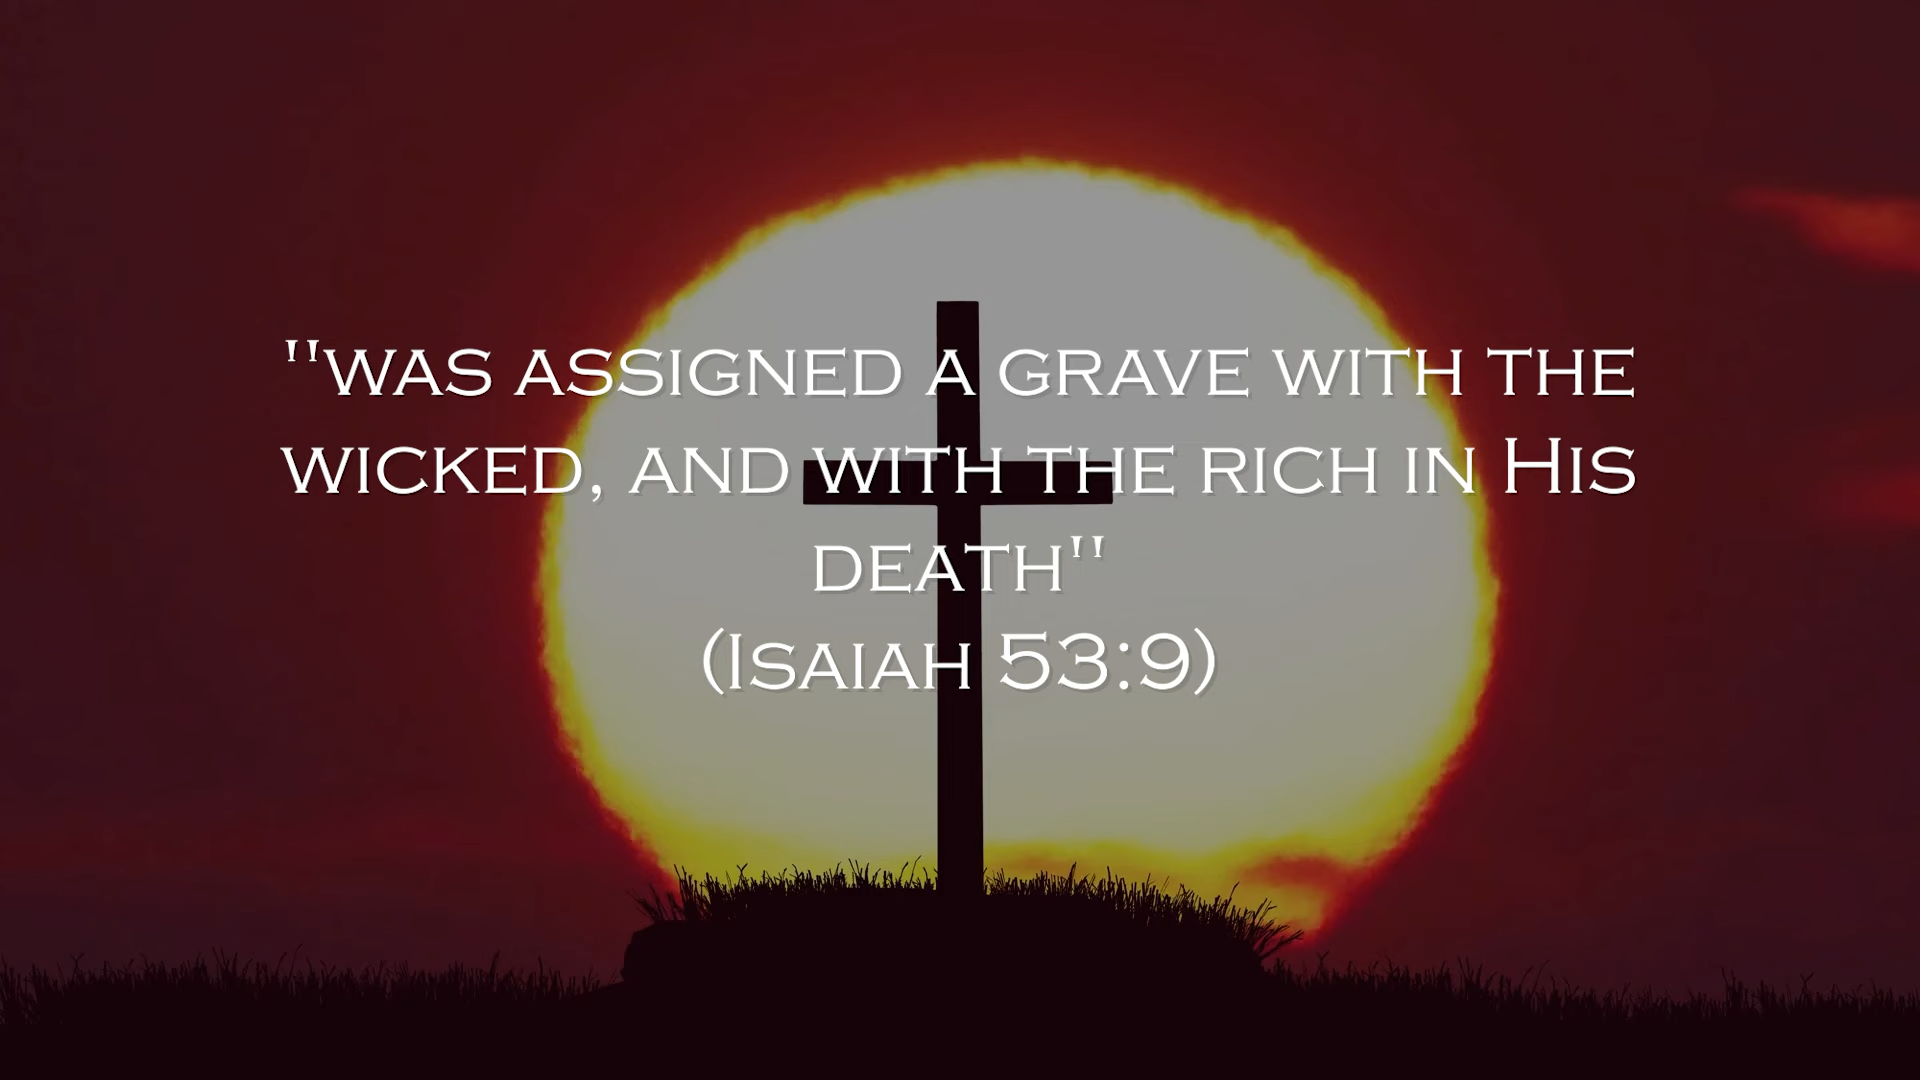 "was assigned a grave with the
wicked, and with the rich in His
death"
(Isaiah 53:9)